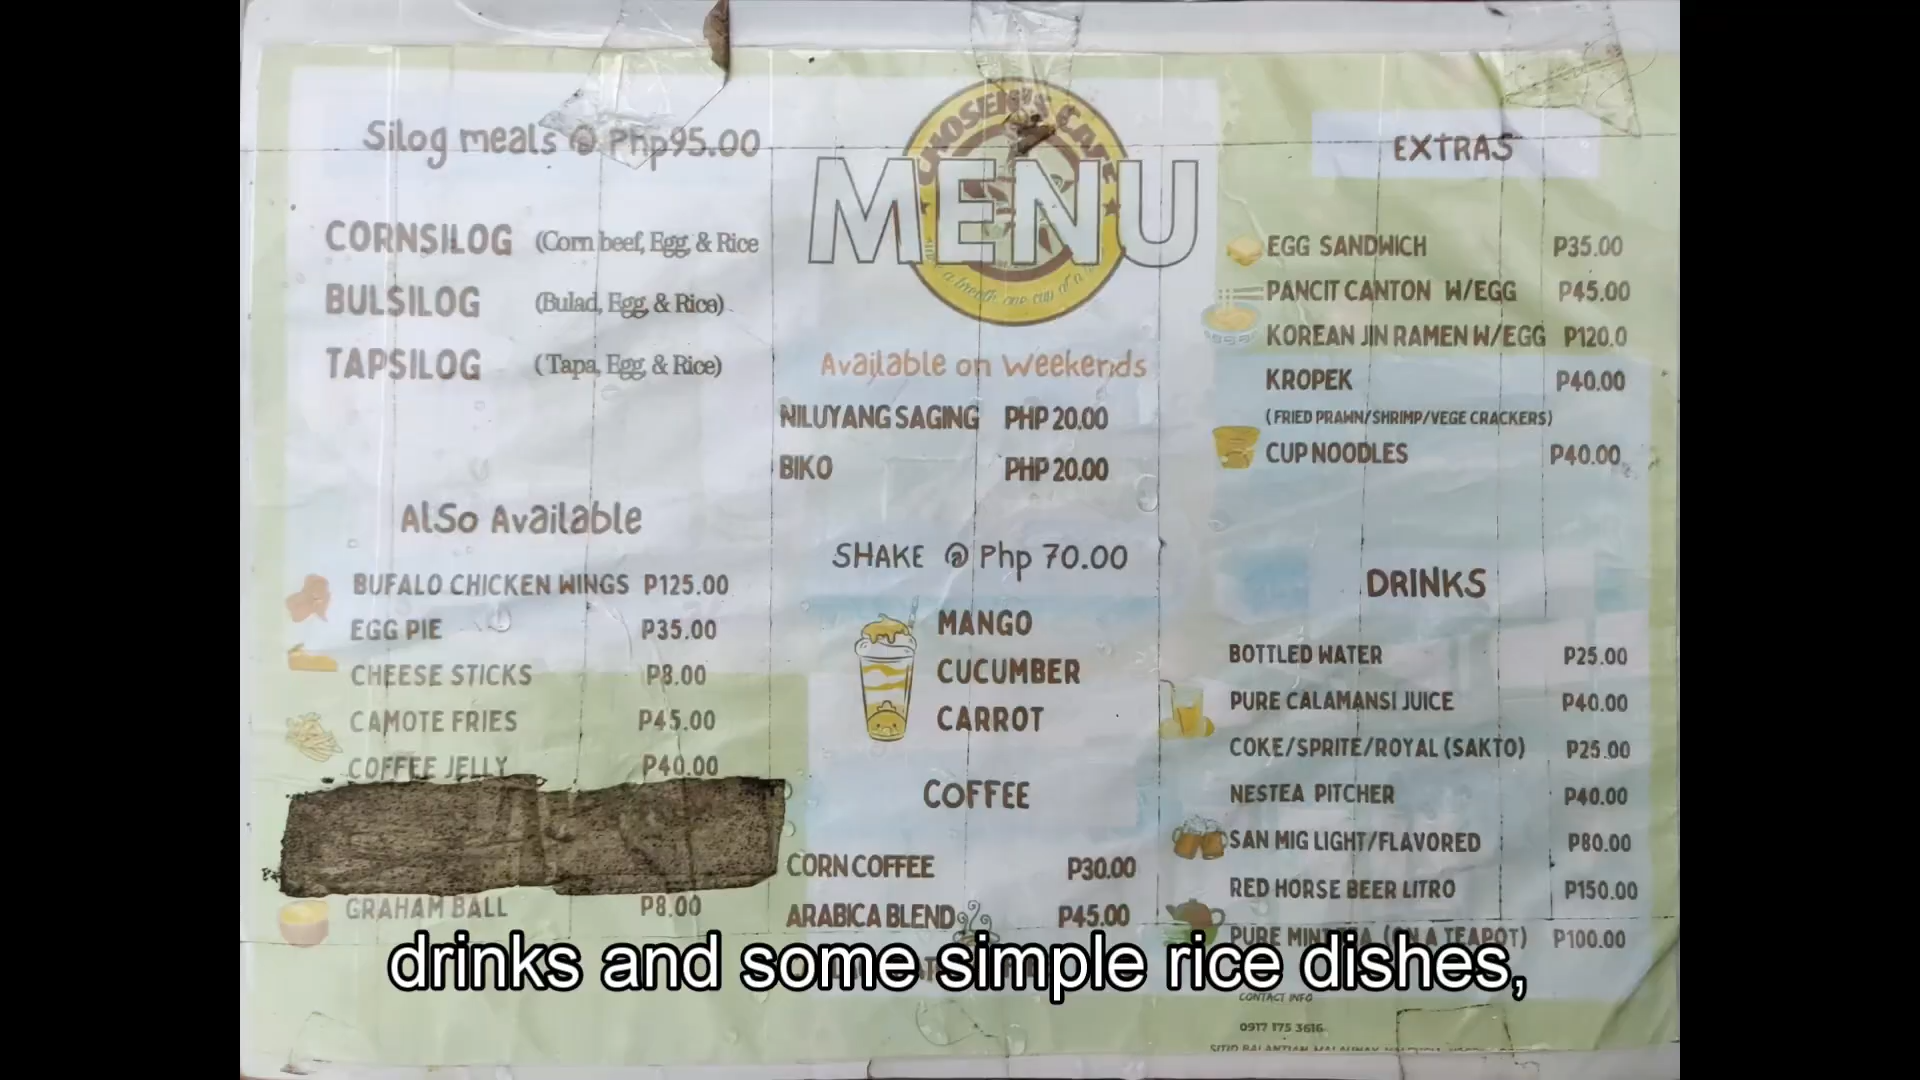 Silog meals @ Php95.00
CORNSILOG (Corn beef, Egg, & Rice
BULSILOG (Bulad, Egg, & Rice)
TAPSILOG (Tapa, Egg, & Rice)
Also Available
BUFALO CHICKEN WINGS P125.00
EGG PIE P35.00
CHEESE STICKS P8.00
CAMOTE FRIES P45.00
COFFEE JELLY P40.00
GRAHAM BALL P8.00
CAFE
MENU
Available on Weekends
NILUYANG SAGING PHP 20.00
BIKO PHP 20.00
SHAKE @ Php 70.00
MANGO
CUCUMBER
CARROT
COFFEE
CORN COFFEE P30.00
ARABICA BLEND P45.00
EXTRAS
EGG SANDWICH P35.00
PANCIT CANTON W/EGG P45.00
KOREAN JIN RAMEN W/EGG P120.0
KROPEK P40.00
(FRIED PRAWN/SHRIMP/VEGE CRACKERS)
CUP NOODLES P40.00
DRINKS
BOTTLED WATER P25.00
PURE CALAMANSI JUICE P40.00
COKE/SPRITE/ROYAL (SAKTO) P25.00
NESTEA PITCHER P40.00
SAN MIG LIGHT/FLAVORED P80.00
RED HORSE BEER LITRO P150.00
PURE MINT TEA (ON A TEAPOT) P100.00
CONTACT INFO
0917 175 3616
drinks and some simple rice dishes,